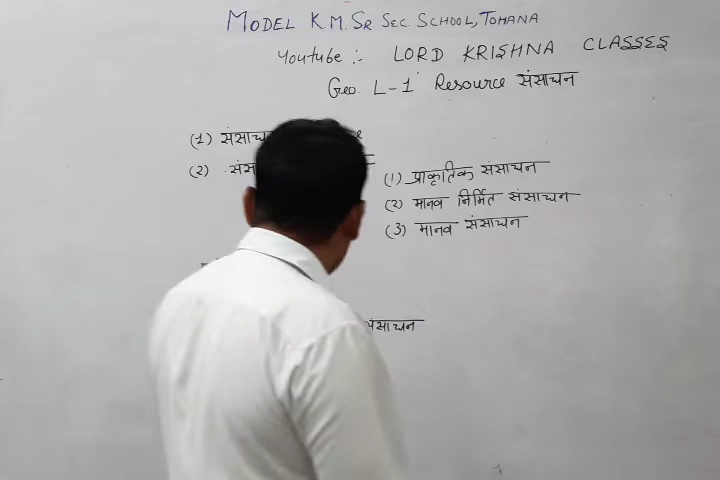 MODEL K.M. SR SEC. SCHOOL, TOHANA
Youtube :- LORD KRISHNA CLASSES
Geo. L-1 Resource संसाधन
(1) संसाधन
(2)
(1) प्राकृतिक संसाधन
(2) मानव निर्मित संसाधन
(3) मानव संसाधन
संसाधन